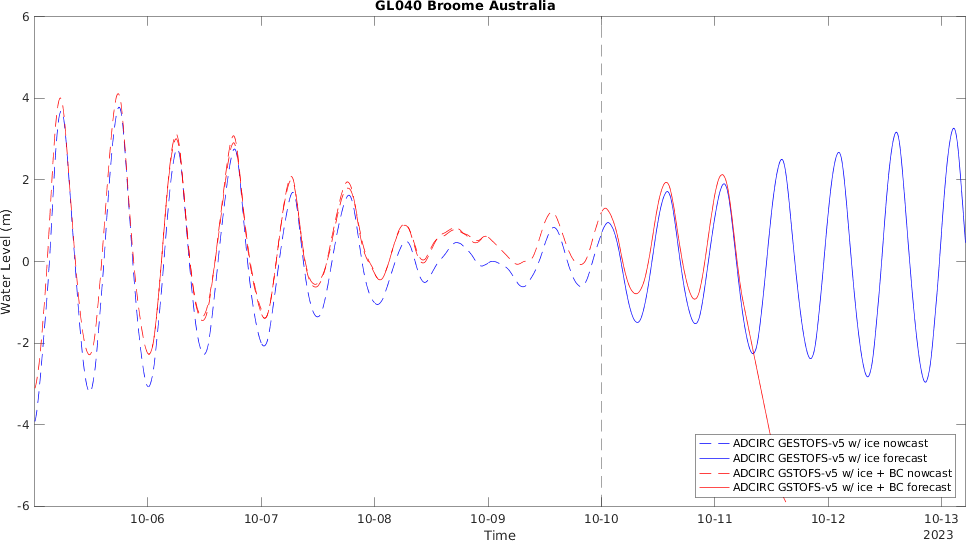 GL040 Broome Australia
6
4
2
0
-2
-4
-6
Water Level (m)
10-06
10-07
10-08
10-09
10-10
10-11
10-12
10-13
Time
2023
ADCIRC GESTOFS-v5 w/ ice nowcast
ADCIRC GESTOFS-v5 w/ ice forecast
ADCIRC GSTOFS-v5 w/ ice + BC nowcast
ADCIRC GSTOFS-v5 w/ ice + BC forecast